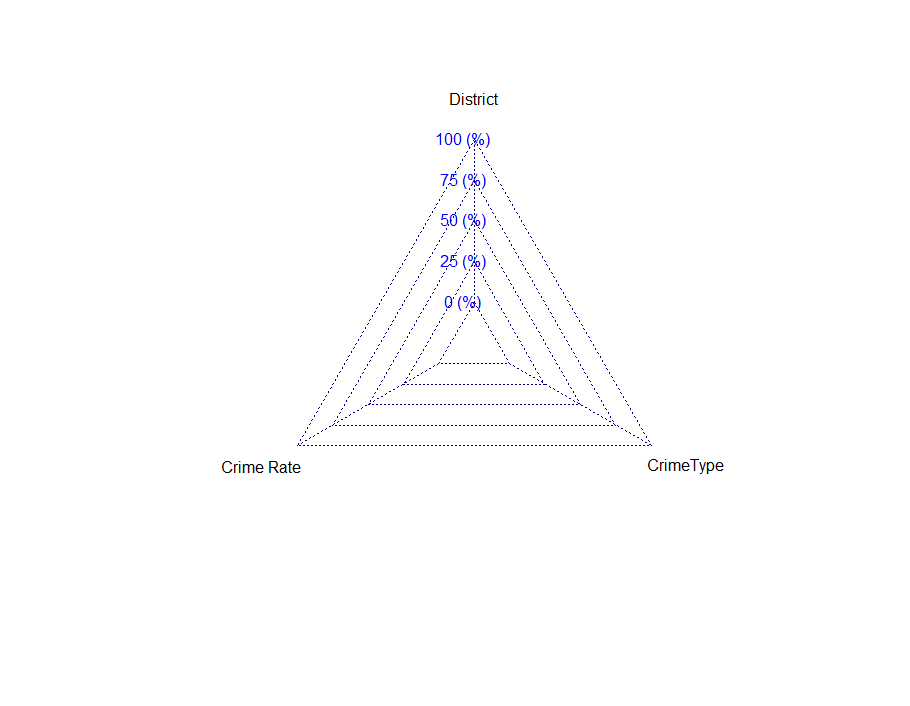 District
100 (%)
75 (%)
50 (%)
25 (%)
0 (%)
Crime Rate
CrimeType